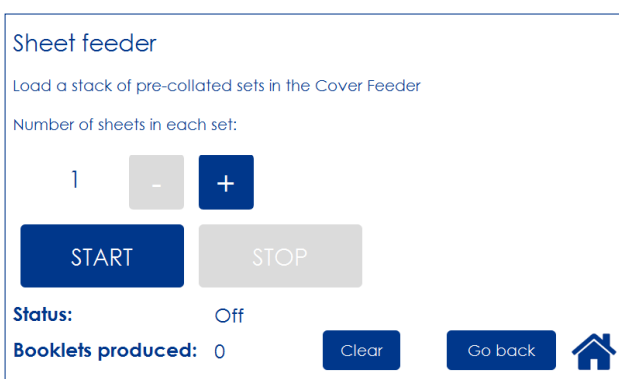 Sheet feeder
Load a stack of pre-collated sets in the Cover Feeder
Number of sheets in each set:
1 - +
START STOP
Status: Off
Booklets produced: 0 Clear Go back